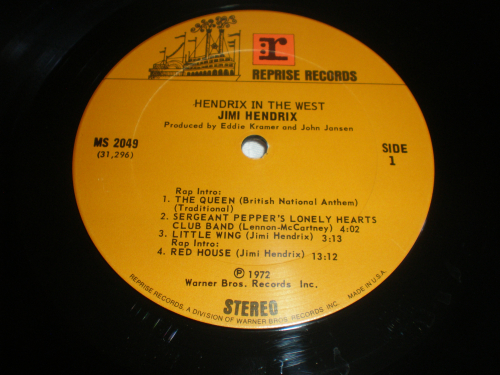 r
REPRISE RECORDS
HENDRIX IN THE WEST
JIMI HENDRIX
Produced by Eddie Kramer and John Jansen
MS 2049
(31,296)
SIDE
1
Rap Intro:
1. THE QUEEN (British National Anthem)
(Traditional)
2. SERGEANT PEPPER'S LONELY HEARTS
CLUB BAND (Lennon-McCartney) 4:02
3. LITTLE WING (Jimi Hendrix) 3:13
Rap Intro:
4. RED HOUSE (Jimi Hendrix) 13:12
℗ 1972
Warner Bros. Records Inc.
STEREO
REPRISE RECORDS, A DIVISION OF WARNER BROS. RECORDS INC. MADE IN U.S.A.